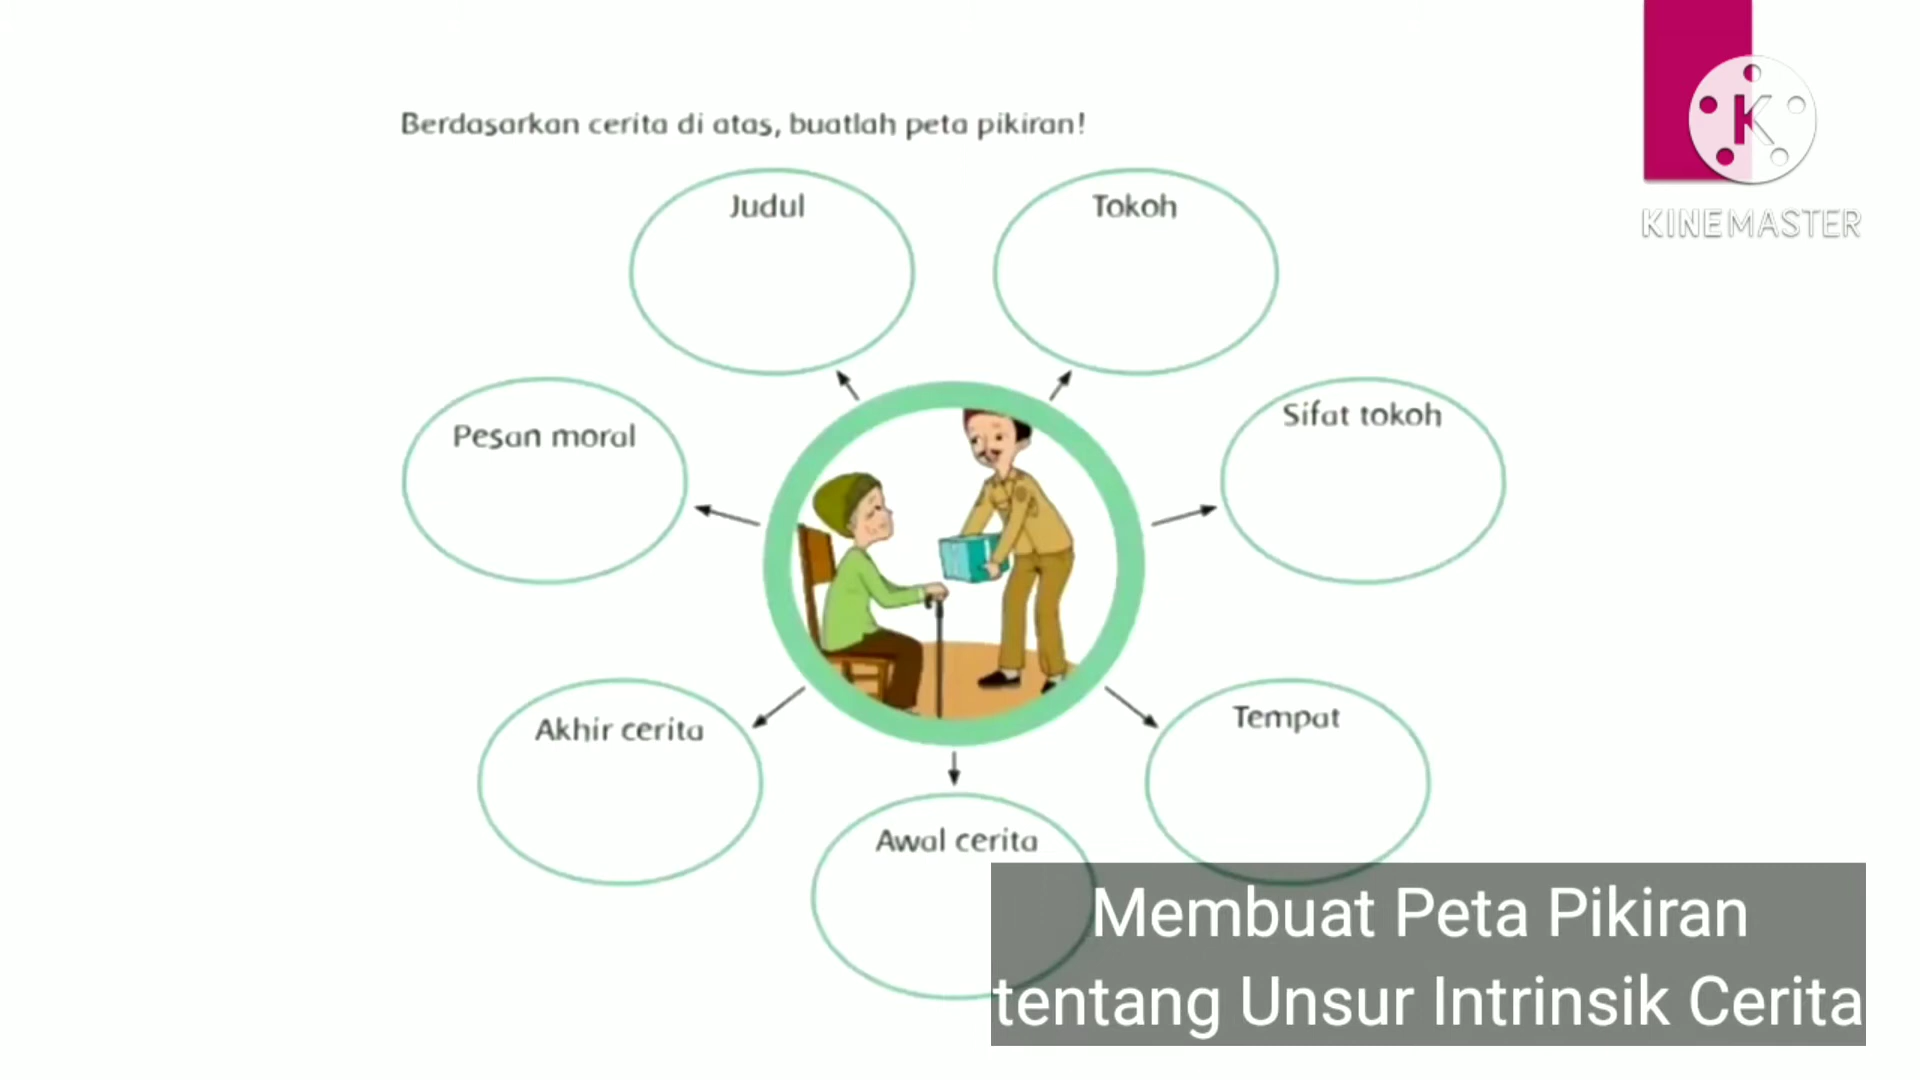 Berdasarkan cerita di atas, buatlah peta pikiran!
Judul
Tokoh
K
KINEMASTER
Pesan moral
Sifat tokoh
Akhir cerita
Tempat
Awal cerita
Membuat Peta Pikiran
tentang Unsur Intrinsik Cerita